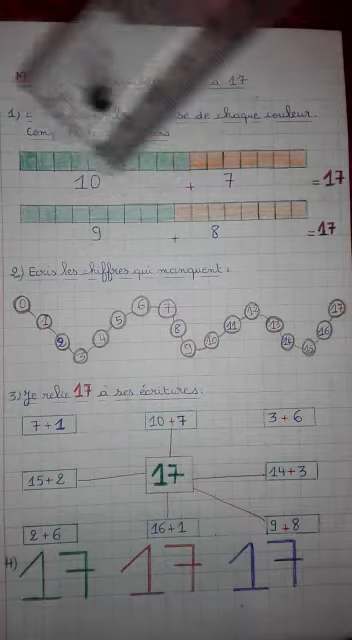 à 17
1) se de chaque couleur.
10 + 7 = 17
9 + 8 = 17
2) Ecris les chiffres qui manquent:
0 1 2 3 4 5 6 7 8 9 10 11 12 13 14 15 16 17
3) Je relie 17 à ses écritures:
7+1 10+7 3+6
15+2 17 14+3
2+6 16+1 9+8
4) 17 17 17